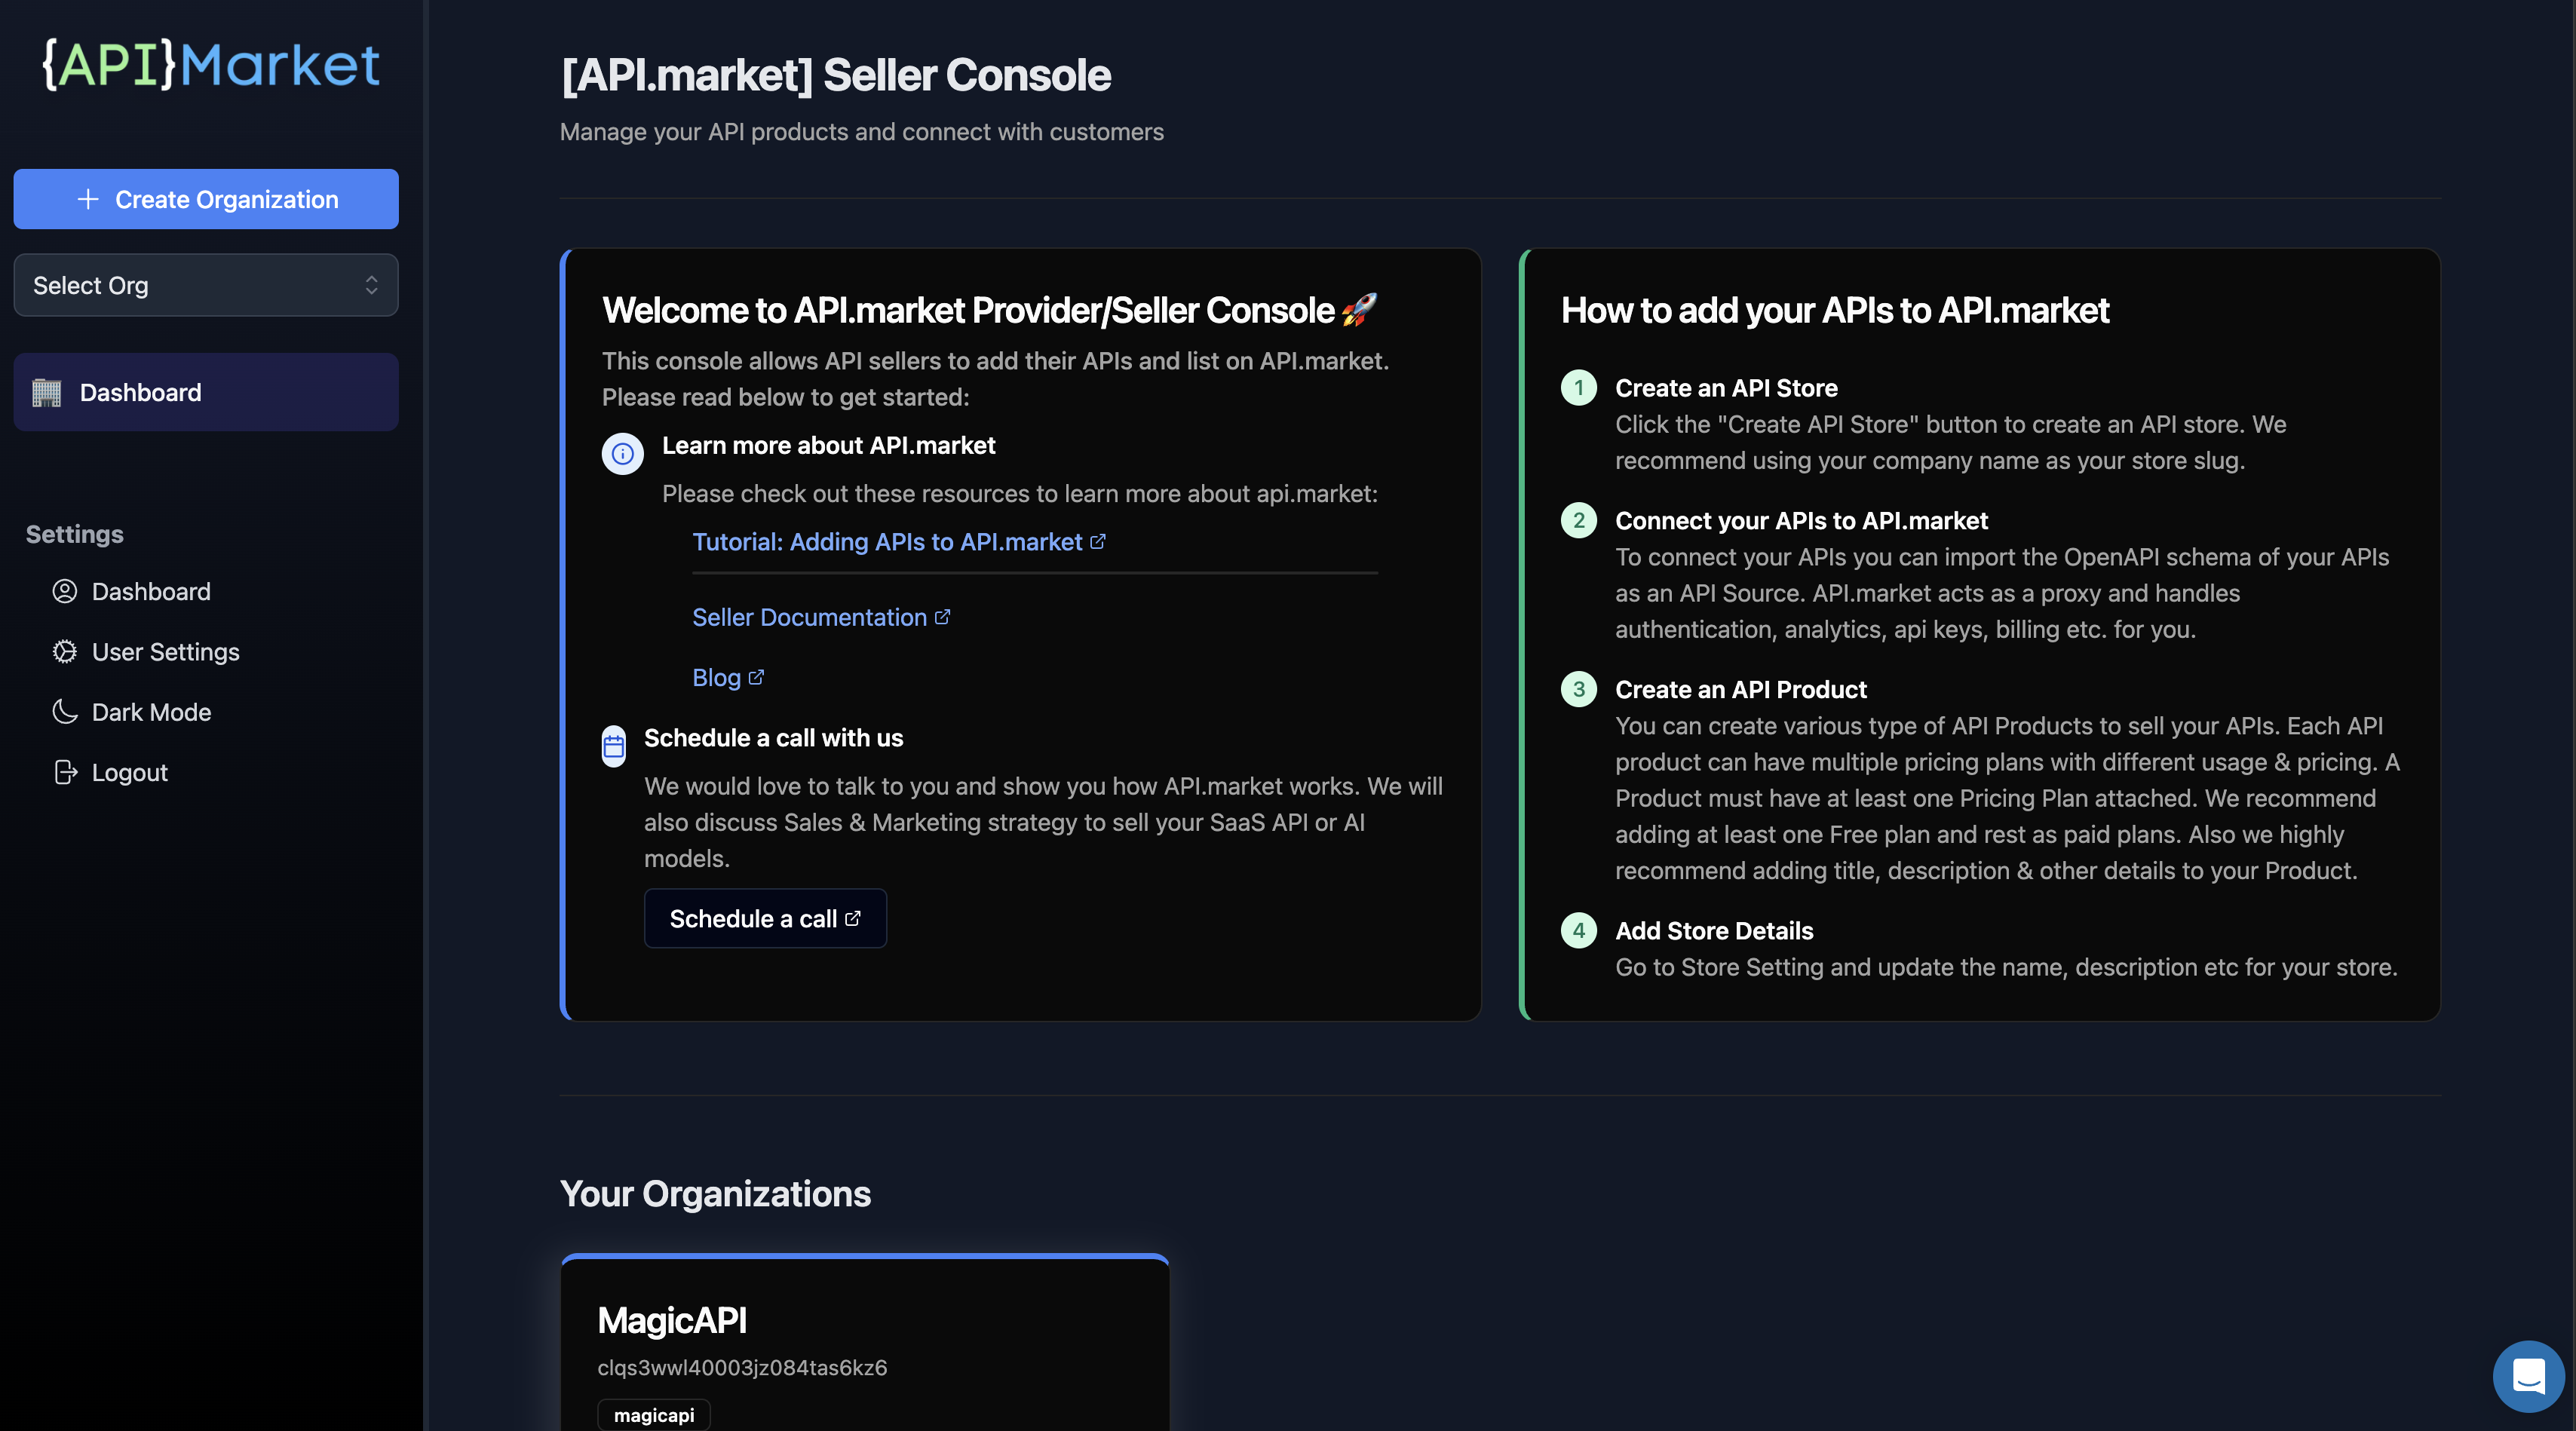 {API}Market
Create Organization
Select Org
Dashboard
Settings
Dashboard
User Settings
Dark Mode
Logout
[API.market] Seller Console
Manage your API products and connect with customers
Welcome to API.market Provider/Seller Console 🚀
This console allows API sellers to add their APIs and list on API.market.
Please read below to get started:
Learn more about API.market
Please check out these resources to learn more about api.market:
Tutorial: Adding APIs to API.market
Seller Documentation
Blog
Schedule a call with us
We would love to talk to you and show you how API.market works. We will
also discuss Sales & Marketing strategy to sell your SaaS API or AI
models.
Schedule a call
How to add your APIs to API.market
1 Create an API Store
Click the "Create API Store" button to create an API store. We
recommend using your company name as your store slug.
2 Connect your APIs to API.market
To connect your APIs you can import the OpenAPI schema of your APIs
as an API Source. API.market acts as a proxy and handles
authentication, analytics, api keys, billing etc. for you.
3 Create an API Product
You can create various type of API Products to sell your APIs. Each API
product can have multiple pricing plans with different usage & pricing. A
Product must have at least one Pricing Plan attached. We recommend
adding at least one Free plan and rest as paid plans. Also we highly
recommend adding title, description & other details to your Product.
4 Add Store Details
Go to Store Setting and update the name, description etc for your store.
Your Organizations
MagicAPI
clqs3wwl40003jz084tas6kz6
magicapi